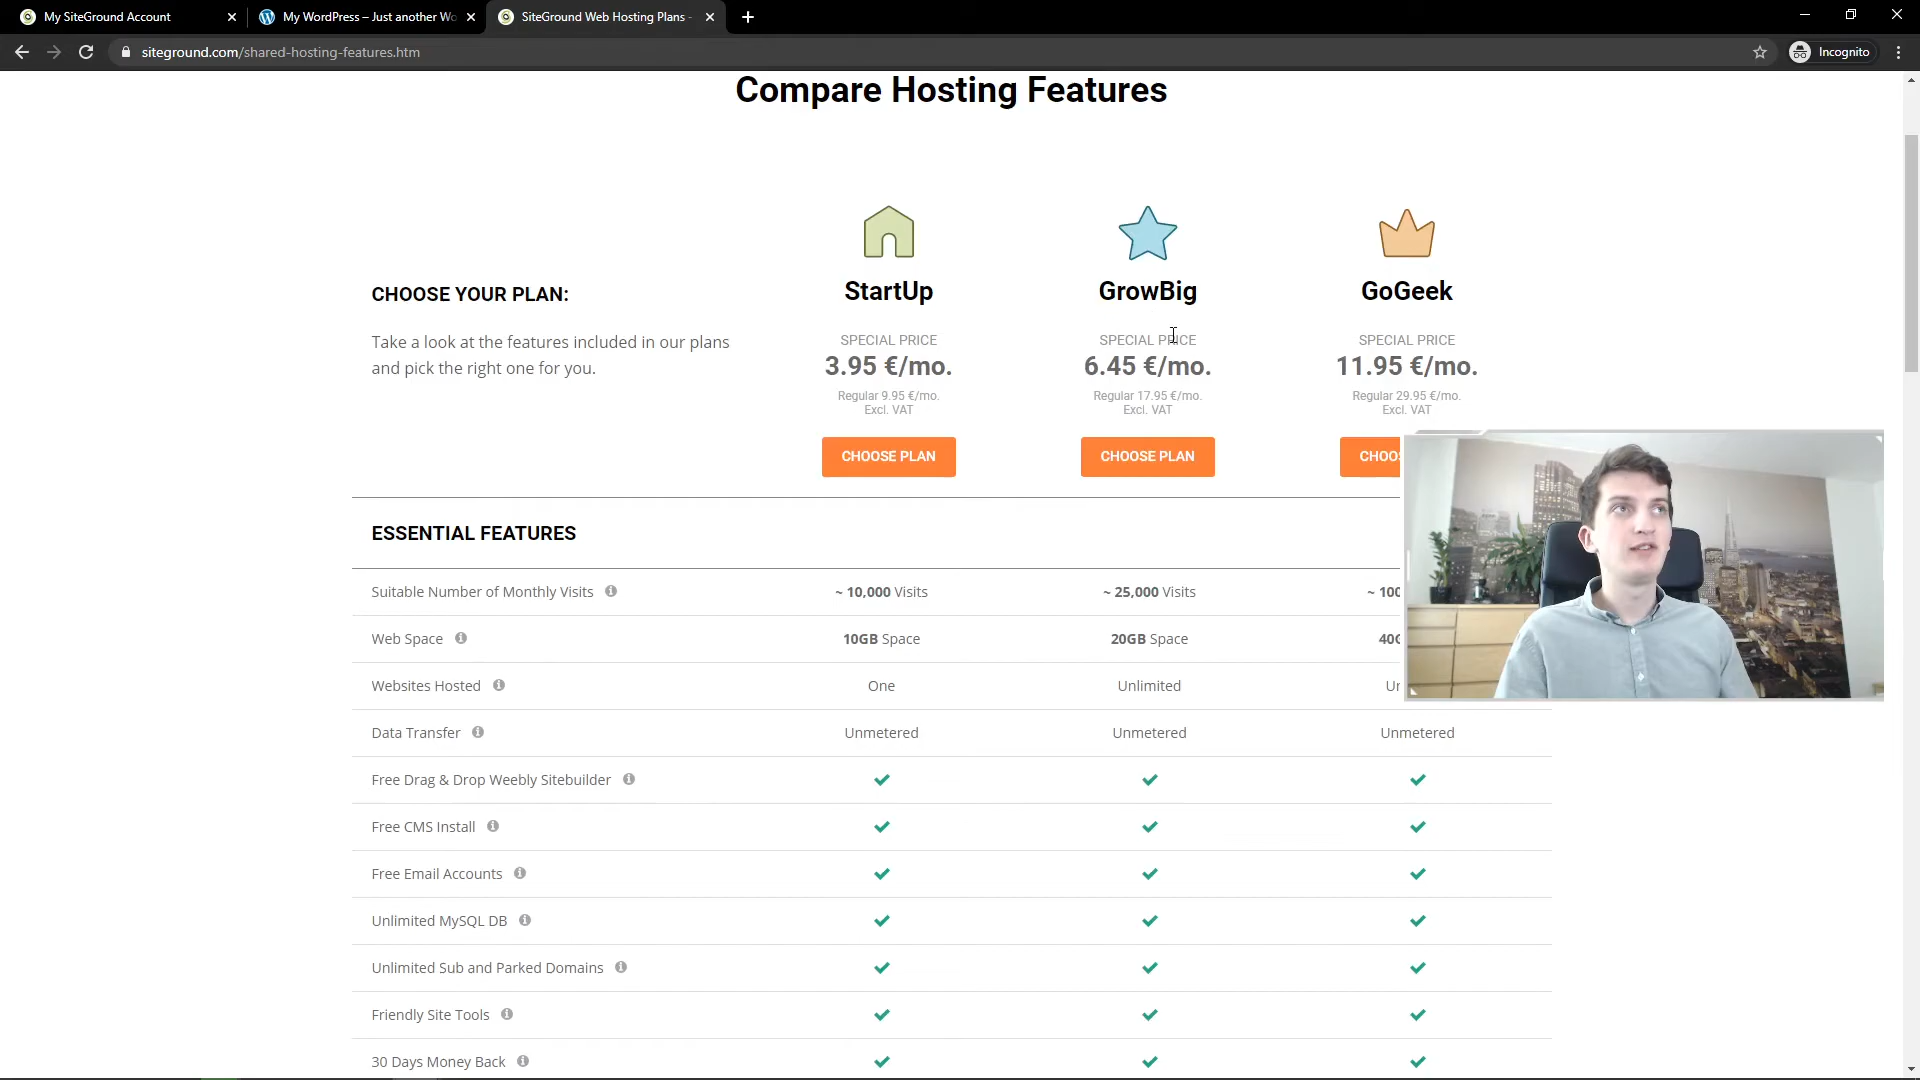 My SiteGround Account
My WordPress – Just another Wo
SiteGround Web Hosting Plans -
siteground.com/shared-hosting-features.htm
Incognito
Compare Hosting Features
CHOOSE YOUR PLAN:
Take a look at the features included in our plans
and pick the right one for you.
StartUp
SPECIAL PRICE
3.95 €/mo.
Regular 9.95 €/mo.
Excl. VAT
CHOOSE PLAN
GrowBig
SPECIAL PRICE
6.45 €/mo.
Regular 17.95 €/mo.
Excl. VAT
CHOOSE PLAN
GoGeek
SPECIAL PRICE
11.95 €/mo.
Regular 29.95 €/mo.
Excl. VAT
CHOO
ESSENTIAL FEATURES
Suitable Number of Monthly Visits ~ 10,000 Visits ~ 25,000 Visits ~ 100
Web Space 10GB Space 20GB Space 40G
Websites Hosted One Unlimited Un
Data Transfer Unmetered Unmetered Unmetered
Free Drag & Drop Weebly Sitebuilder
Free CMS Install
Free Email Accounts
Unlimited MySQL DB
Unlimited Sub and Parked Domains
Friendly Site Tools
30 Days Money Back